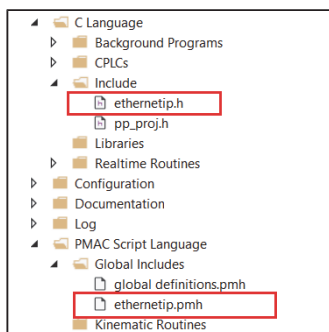 C Language
Background Programs
CPLCs
Include
ethernetip.h
pp_proj.h
Libraries
Realtime Routines
Configuration
Documentation
Log
PMAC Script Language
Global Includes
global definitions.pmh
ethernetip.pmh
Kinematic Routines